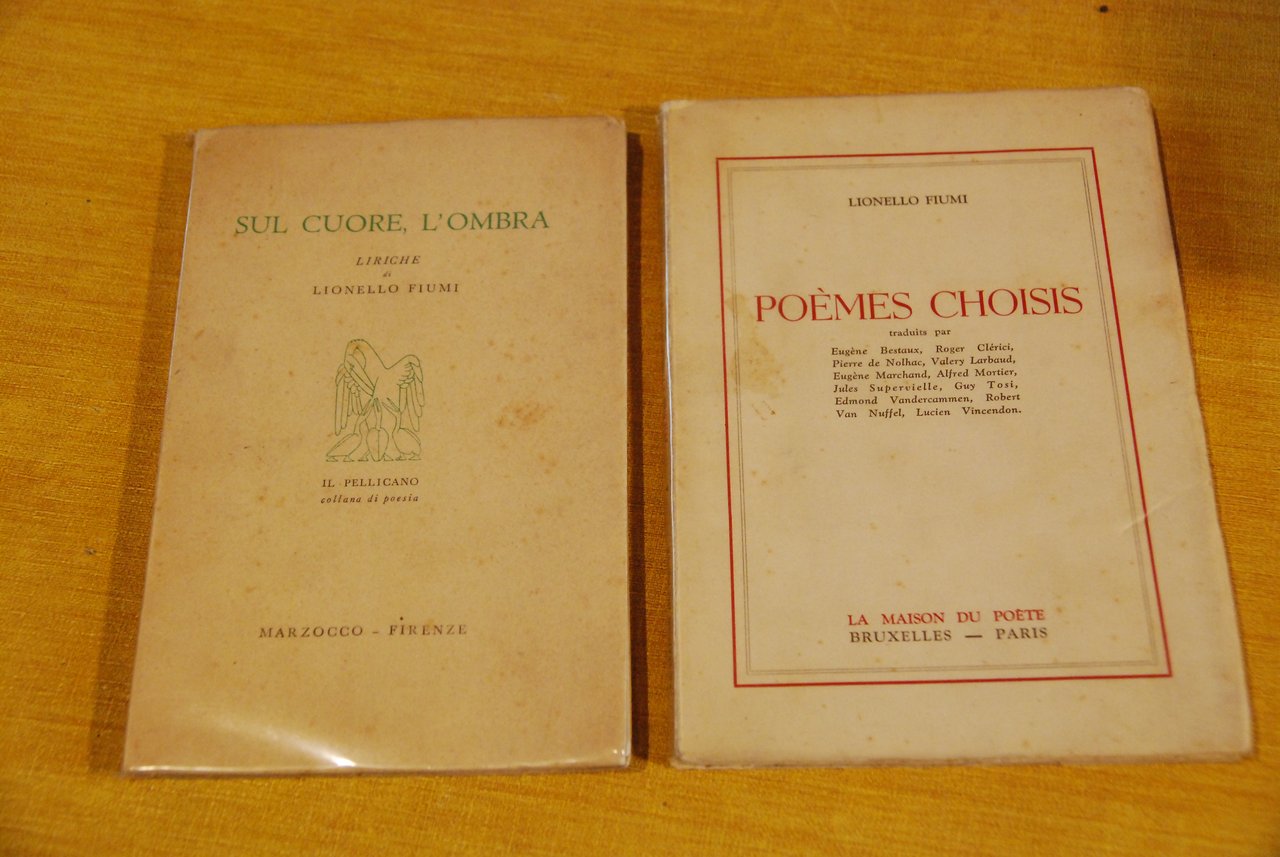 SUL CUORE, L'OMBRA
LIRICHE
di
LIONELLO FIUMI
IL PELLICANO
collana di poesia
MARZOCCO - FIRENZE
LIONELLO FIUMI
POÈMES CHOISIS
traduits par
Eugène Bestaux, Roger Clérici,
Pierre de Nolhac, Valery Larbaud,
Eugène Marchand, Alfred Mortier,
Jules Supervielle, Guy Tosi,
Edmond Vandercammen, Robert
Van Nuffel, Lucien Vincendon.
LA MAISON DU POÈTE
BRUXELLES — PARIS